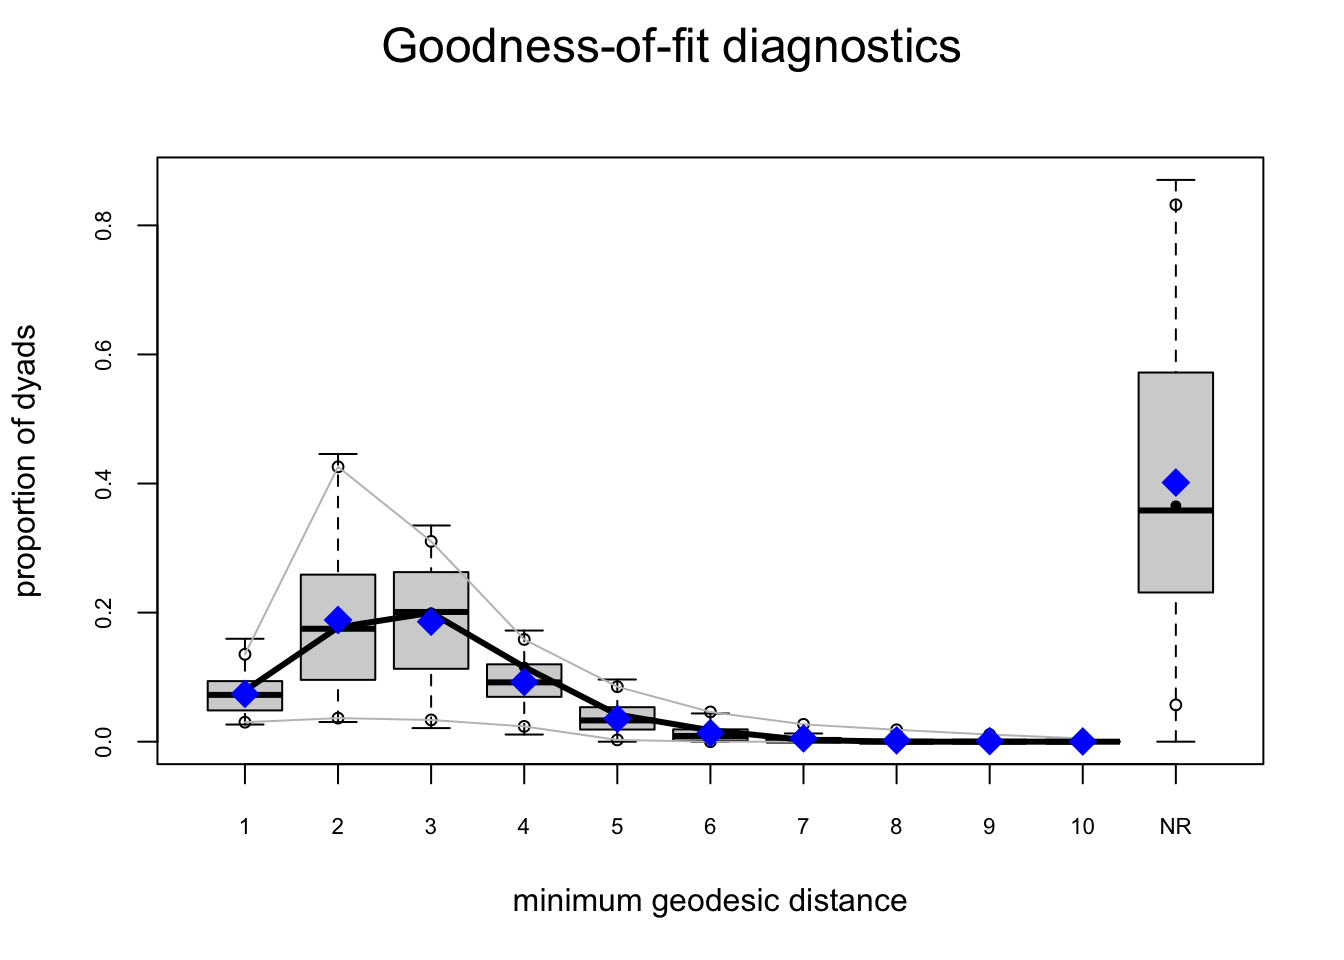 Goodness-of-fit diagnostics
proportion of dyads
0.8
0.6
0.4
0.2
0.0
1 2 3 4 5 6 7 8 9 10 NR
minimum geodesic distance